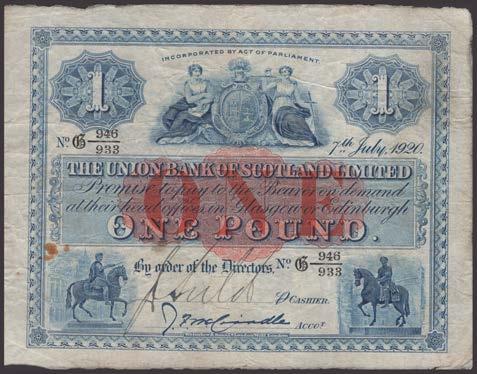 INCORPORATED BY ACT OF PARLIAMENT.
1 1
No. G 946/933
7th July, 1920.
THE UNION BANK OF SCOTLAND LIMITED
Promise to pay to the Bearer on demand
at their head offices in Glasgow or Edinburgh
ONE
ONE POUND.
By order of the Directors. No. G 946/933
CASHIER.
ACCOT.